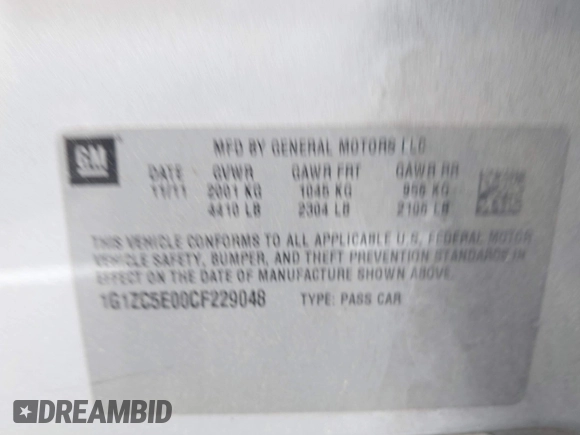 GM
MFD BY GENERAL MOTORS LLC
DATE GVWR GAWR FRT GAWR RR
11/11 2001 KG 1045 KG 956 KG
4410 LB 2304 LB 2106 LB
THIS VEHICLE CONFORMS TO ALL APPLICABLE U.S. FEDERAL MOTOR
VEHICLE SAFETY, BUMPER, AND THEFT PREVENTION STANDARDS IN
EFFECT ON THE DATE OF MANUFACTURE SHOWN ABOVE.
1G1ZC5E00CF229048 TYPE: PASS CAR
DREAMBID